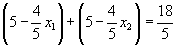 (5 − 4/5 x₁) + (5 − 4/5 x₂) = 18/5